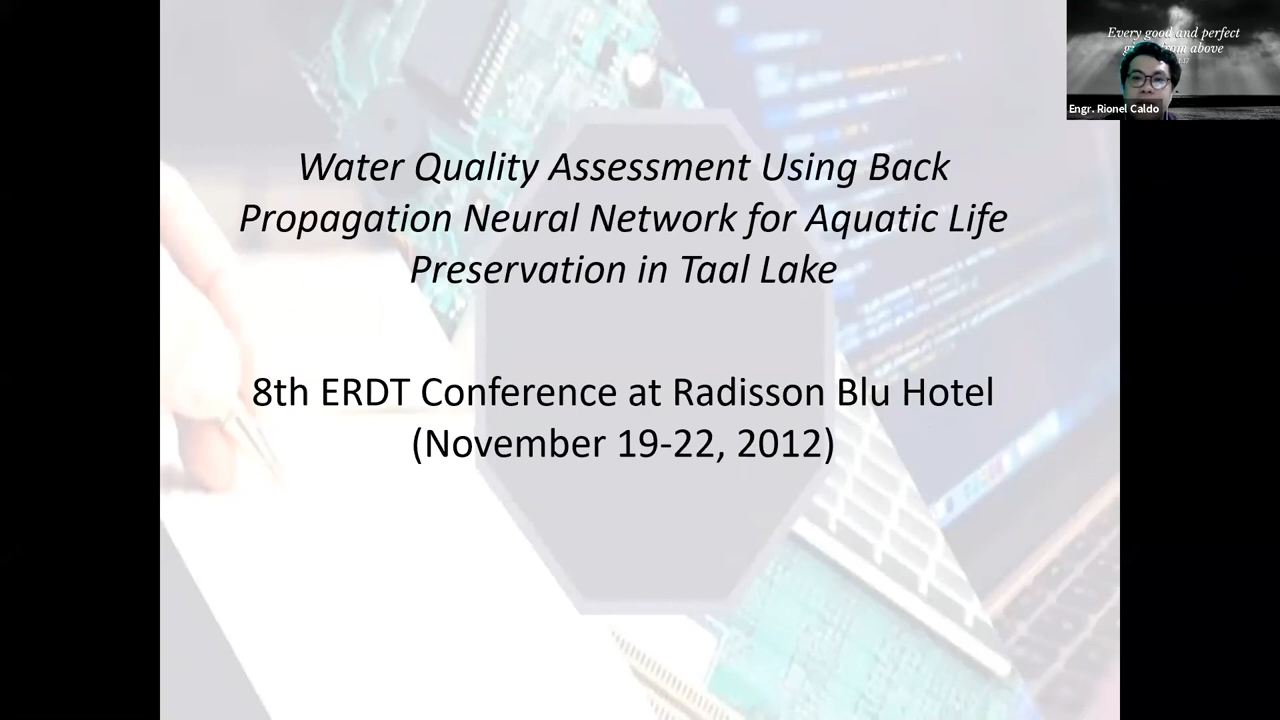 Water Quality Assessment Using Back
Propagation Neural Network for Aquatic Life
Preservation in Taal Lake
8th ERDT Conference at Radisson Blu Hotel
(November 19-22, 2012)
Every good and perfect
from above
Engr. Rionel Caldo